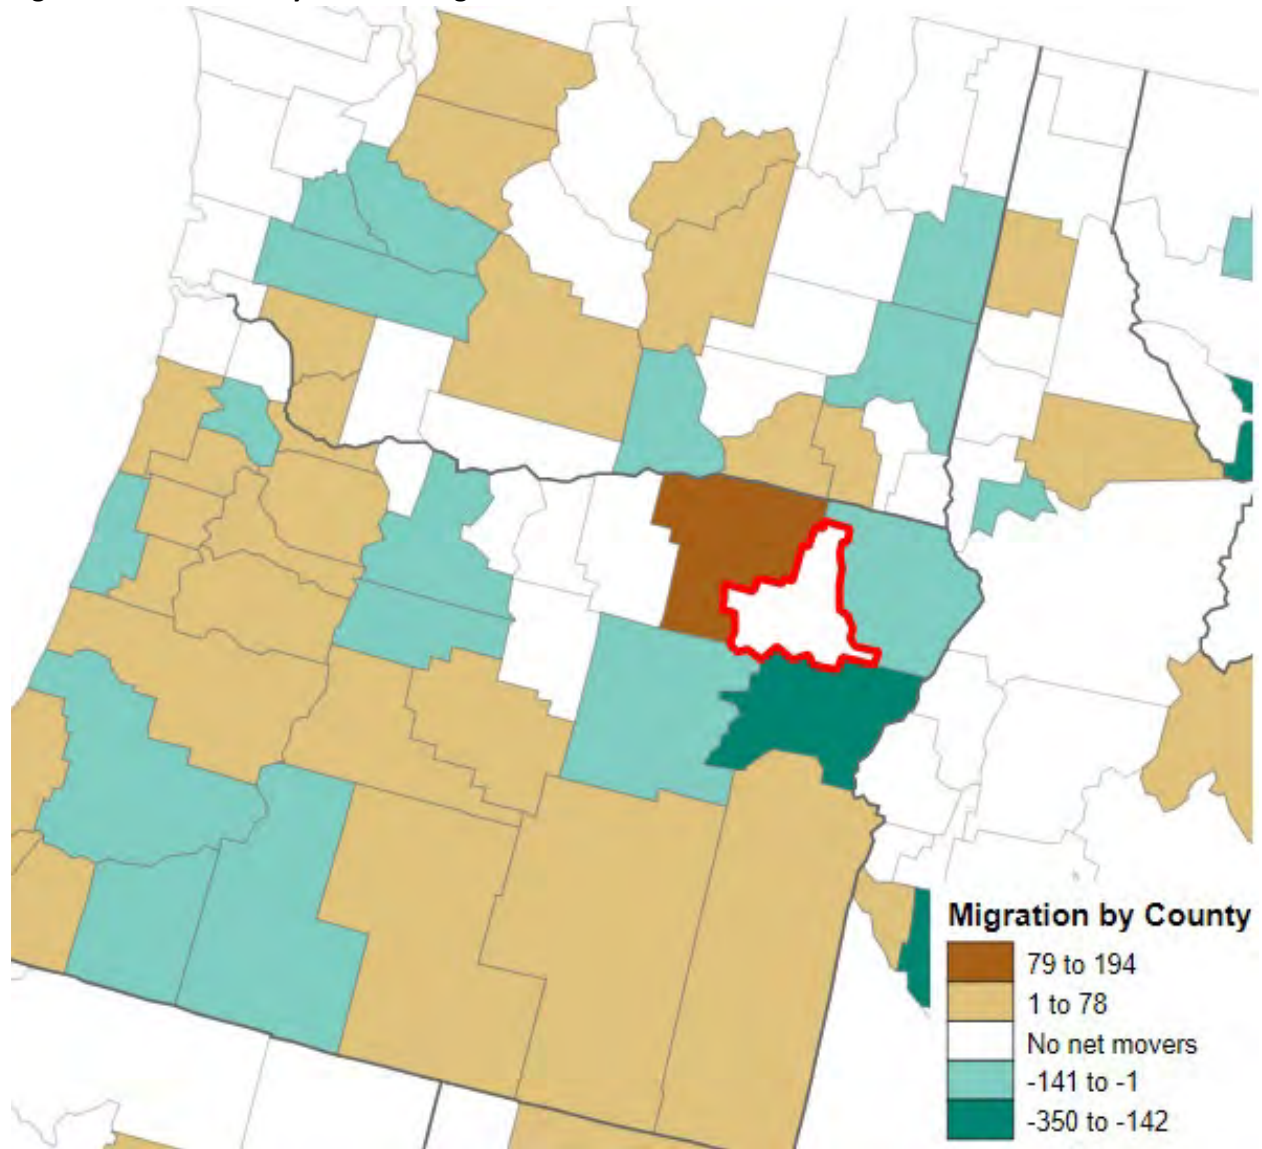 Migration by County
79 to 194
1 to 78
No net movers
-141 to -1
-350 to -142